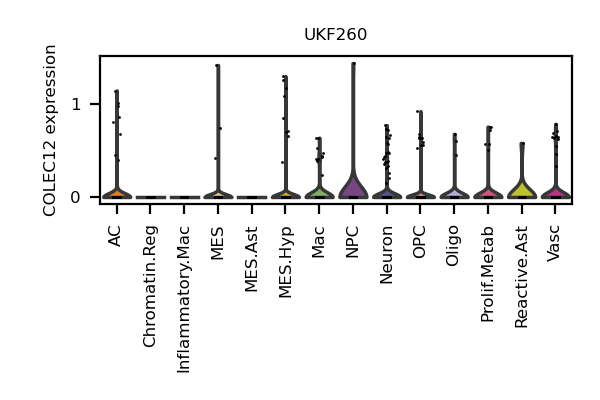 UKF260
COLEC12 expression
1
0
AC
Chromatin.Reg
Inflammatory.Mac
MES
MES.Ast
MES.Hyp
Mac
NPC
Neuron
OPC
Oligo
Prolif.Metab
Reactive.Ast
Vasc